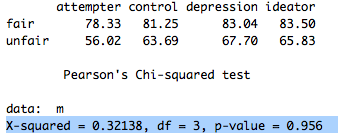 attempter control depression ideator
fair 78.33 81.25 83.04 83.50
unfair 56.02 63.69 67.70 65.83
Pearson's Chi-squared test
data: m
X-squared = 0.32138, df = 3, p-value = 0.956